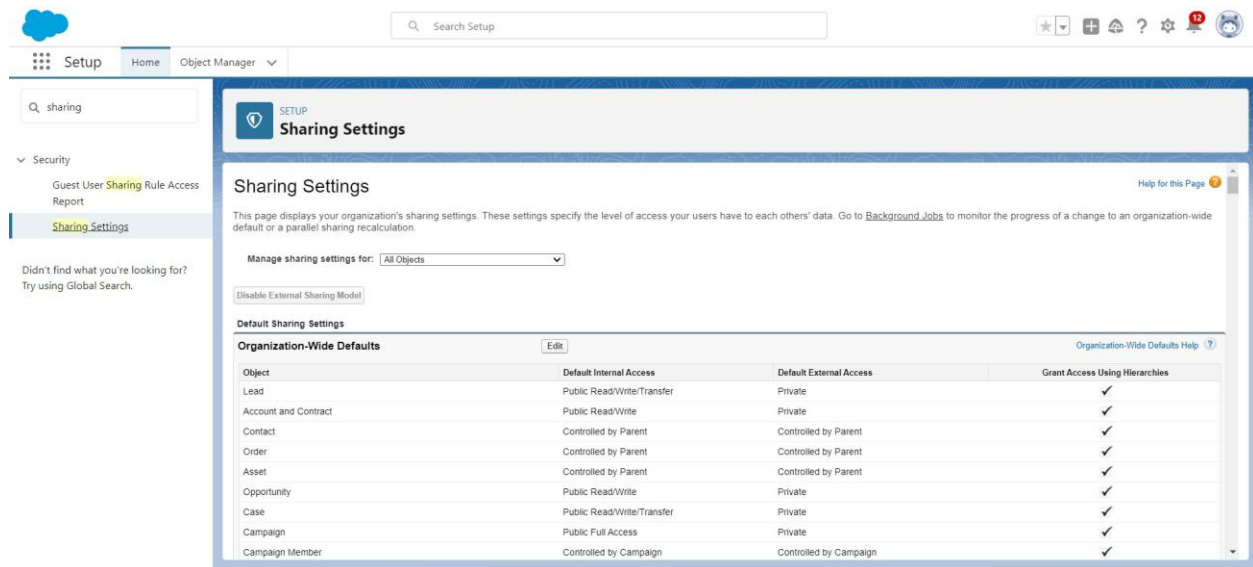 Search Setup
12
Setup
Home
Object Manager
sharing
Security
Guest User Sharing Rule Access
Report
Sharing Settings
Didn't find what you're looking for?
Try using Global Search.
SETUP
Sharing Settings
Sharing Settings
Help for this Page
This page displays your organization's sharing settings. These settings specify the level of access your users have to each others' data. Go to Background Jobs to monitor the progress of a change to an organization-wide
default or a parallel sharing recalculation.
Manage sharing settings for: All Objects
Disable External Sharing Model
Default Sharing Settings
Organization-Wide Defaults Edit Organization-Wide Defaults Help ?
Object Default Internal Access Default External Access Grant Access Using Hierarchies
Lead Public Read/Write/Transfer Private ✓
Account and Contract Public Read/Write Private ✓
Contact Controlled by Parent Controlled by Parent ✓
Order Controlled by Parent Controlled by Parent ✓
Asset Controlled by Parent Controlled by Parent ✓
Opportunity Public Read/Write Private ✓
Case Public Read/Write/Transfer Private ✓
Campaign Public Full Access Private ✓
Campaign Member Controlled by Campaign Controlled by Campaign ✓